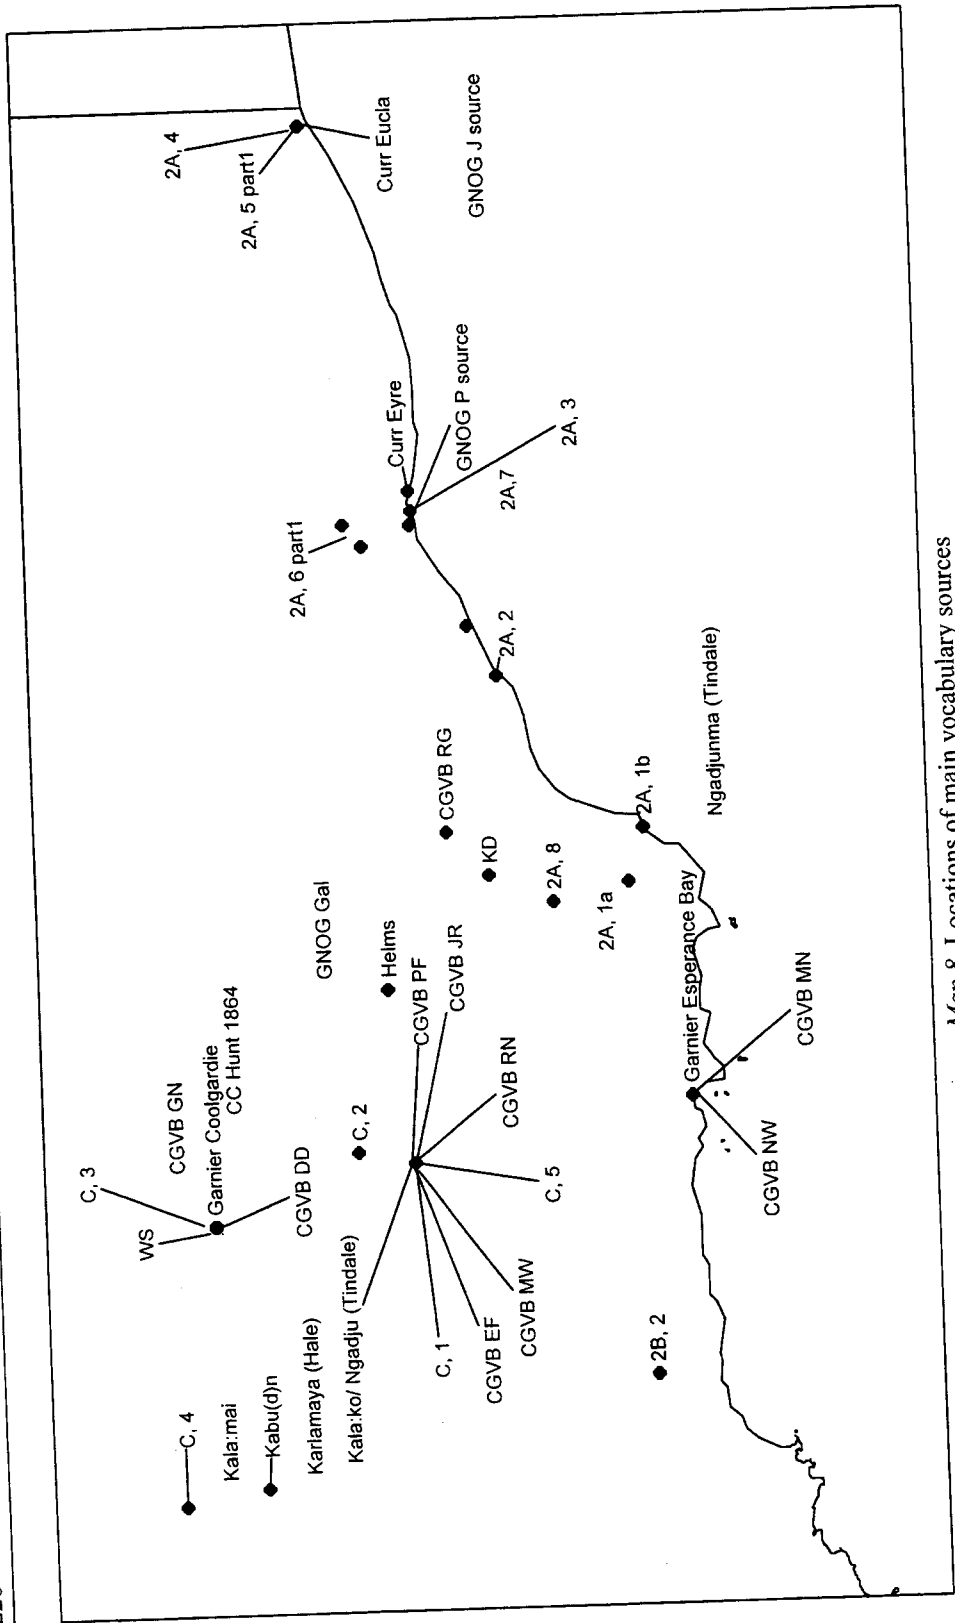 C, 4
Kala:mai
Kabu(d)n
Karlamaya (Hale)
Kala:ko/ Ngadju (Tindale)
WS
C, 3
CGVB GN
Garnier Coolgardie
CC Hunt 1864
CGVB DD
C, 2
GNOG Gal
Helms
CGVB PF
CGVB JR
CGVB RN
C, 5
C, 1
CGVB EF
CGVB MW
CGVB RG
KD
2A, 8
2A, 1a
2A, 1b
Ngadjunma (Tindale)
Garnier Esperance Bay
CGVB MN
CGVB NW
2B, 2
2A, 2
2A, 6 part1
Curr Eyre
GNOG P source
2A,7
2A, 3
2A, 4
2A, 5 part1
Curr Eucla
GNOG J source
Map 8 Locations of main vocabulary sources